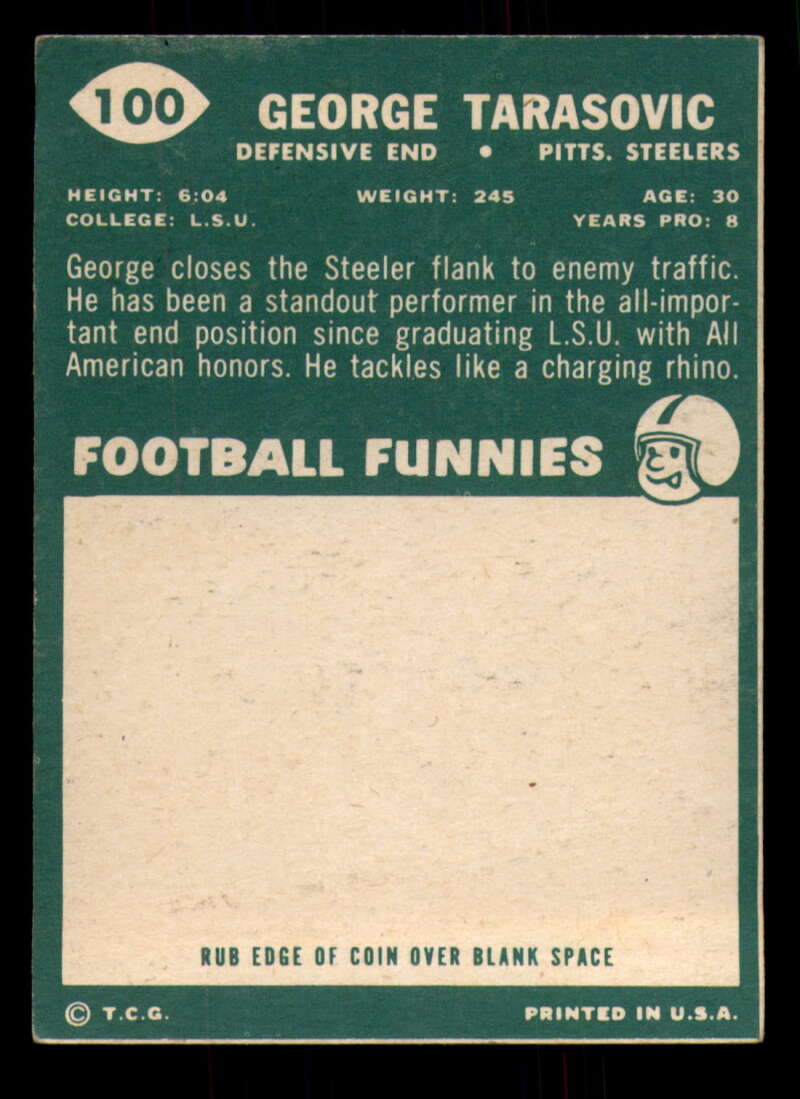 100
GEORGE TARASOVIC
DEFENSIVE END • PITTS. STEELERS
HEIGHT: 6:04 WEIGHT: 245 AGE: 30
COLLEGE: L.S.U. YEARS PRO: 8
George closes the Steeler flank to enemy traffic.
He has been a standout performer in the all-impor-
tant end position since graduating L.S.U. with All
American honors. He tackles like a charging rhino.
FOOTBALL FUNNIES
RUB EDGE OF COIN OVER BLANK SPACE
© T.C.G. PRINTED IN U.S.A.